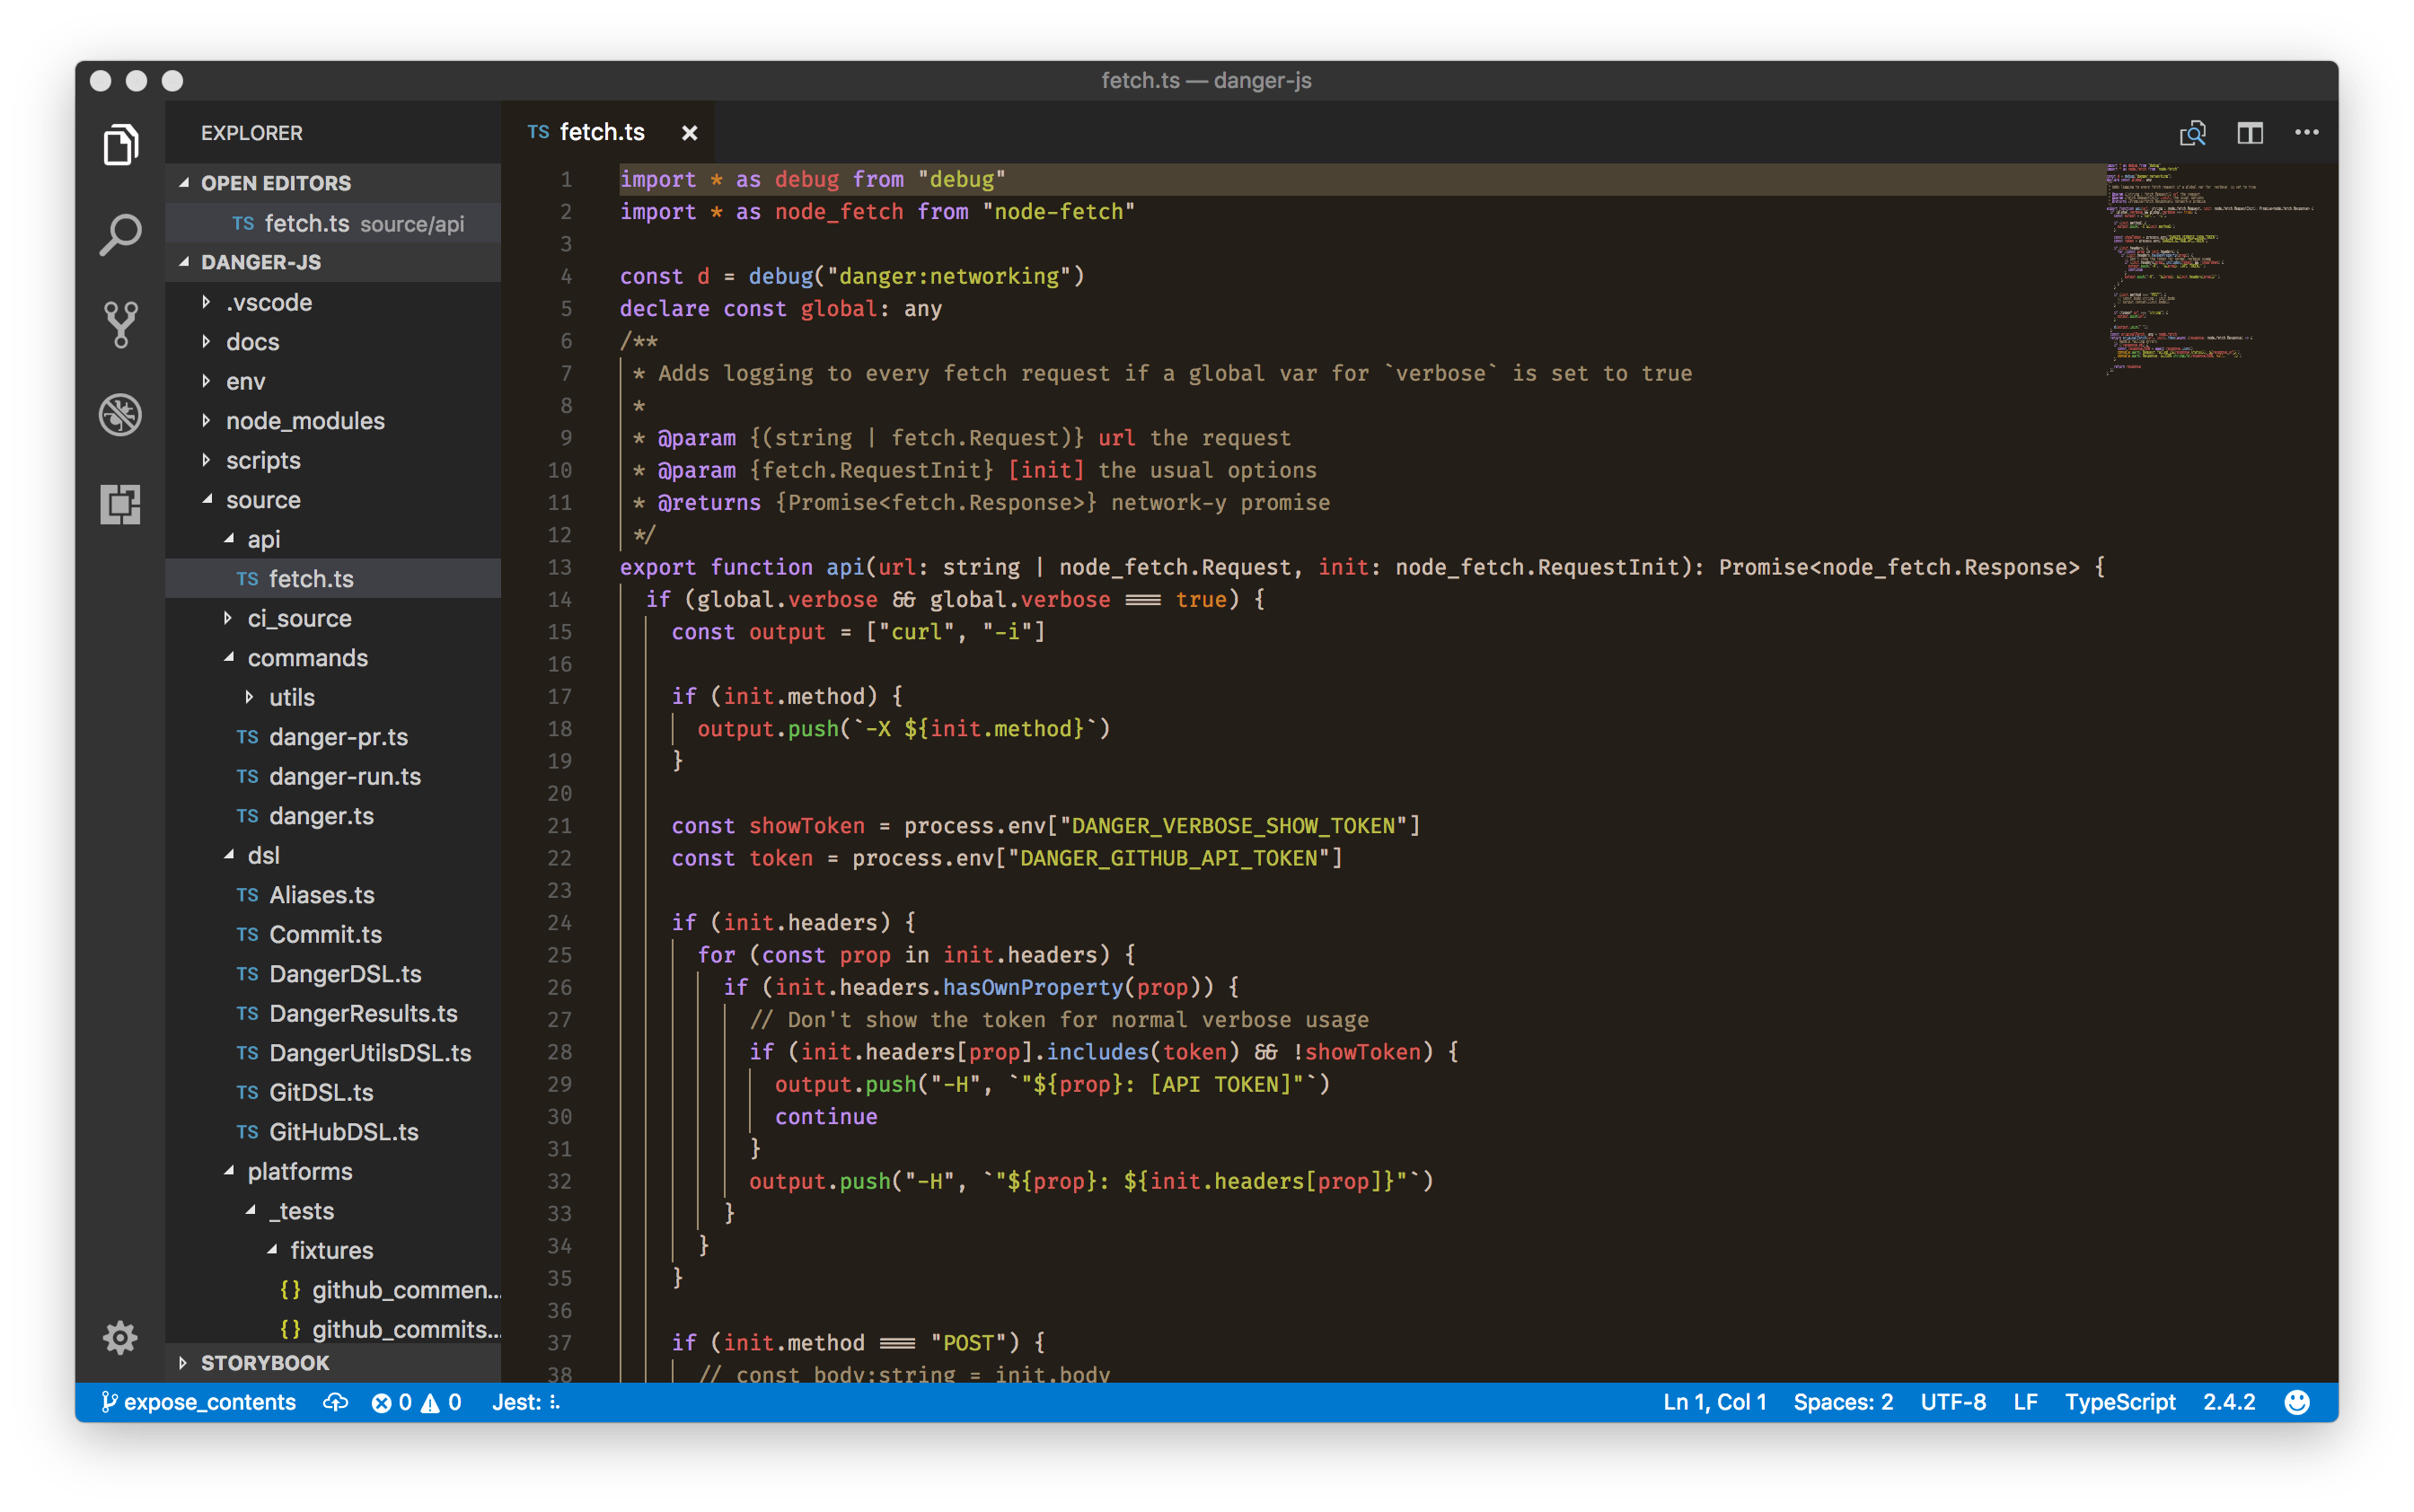 fetch.ts — danger-js
EXPLORER
OPEN EDITORS
TS fetch.ts source/api
DANGER-JS
.vscode
docs
env
node_modules
scripts
source
api
TS fetch.ts
ci_source
commands
utils
TS danger-pr.ts
TS danger-run.ts
TS danger.ts
dsl
TS Aliases.ts
TS Commit.ts
TS DangerDSL.ts
TS DangerResults.ts
TS DangerUtilsDSL.ts
TS GitDSL.ts
TS GitHubDSL.ts
platforms
_tests
fixtures
{} github_commen...
{} github_commits...
STORYBOOK
TS fetch.ts ×
1 import * as debug from "debug"
2 import * as node_fetch from "node-fetch"
3
4 const d = debug("danger:networking")
5 declare const global: any
6 /**
7 * Adds logging to every fetch request if a global var for `verbose` is set to true
8 *
9 * @param {(string | fetch.Request)} url the request
10 * @param {fetch.RequestInit} [init] the usual options
11 * @returns {Promise<fetch.Response>} network-y promise
12 */
13 export function api(url: string | node_fetch.Request, init: node_fetch.RequestInit): Promise<node_fetch.Response> {
14 if (global.verbose && global.verbose === true) {
15 const output = ["curl", "-i"]
16
17 if (init.method) {
18 output.push(`-X ${init.method}`)
19 }
20
21 const showToken = process.env["DANGER_VERBOSE_SHOW_TOKEN"]
22 const token = process.env["DANGER_GITHUB_API_TOKEN"]
23
24 if (init.headers) {
25 for (const prop in init.headers) {
26 if (init.headers.hasOwnProperty(prop)) {
27 // Don't show the token for normal verbose usage
28 if (init.headers[prop].includes(token) && !showToken) {
29 output.push("-H", `"${prop}: [API TOKEN]"`)
30 continue
31 }
32 output.push("-H", `"${prop}: ${init.headers[prop]}"`)
33 }
34 }
35 }
36
37 if (init.method === "POST") {
38 // const body:string = init.body
expose_contents 0 0 Jest: Ln 1, Col 1 Spaces: 2 UTF-8 LF TypeScript 2.4.2